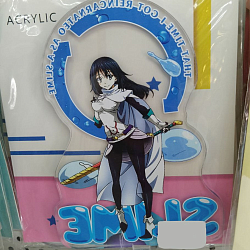 ACRYLIC
THAT TIME I GOT REINCARNATED AS A SLIME
SLIME